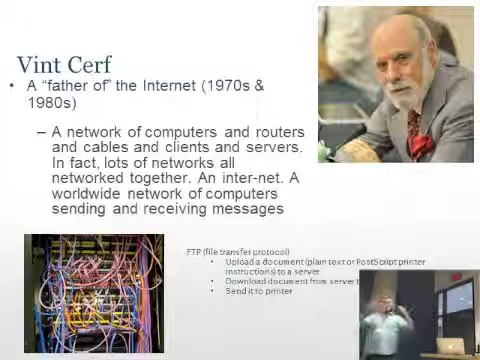 Vint Cerf
• A “father of” the Internet (1970s &
1980s)
– A network of computers and routers
and cables and clients and servers.
In fact, lots of networks all
networked together. An inter-net. A
worldwide network of computers
sending and receiving messages
FTP (file transfer protocol)
• Upload a document (plain text or PostScript printer
instructions) to a server
• Download document from server
• Send it to printer